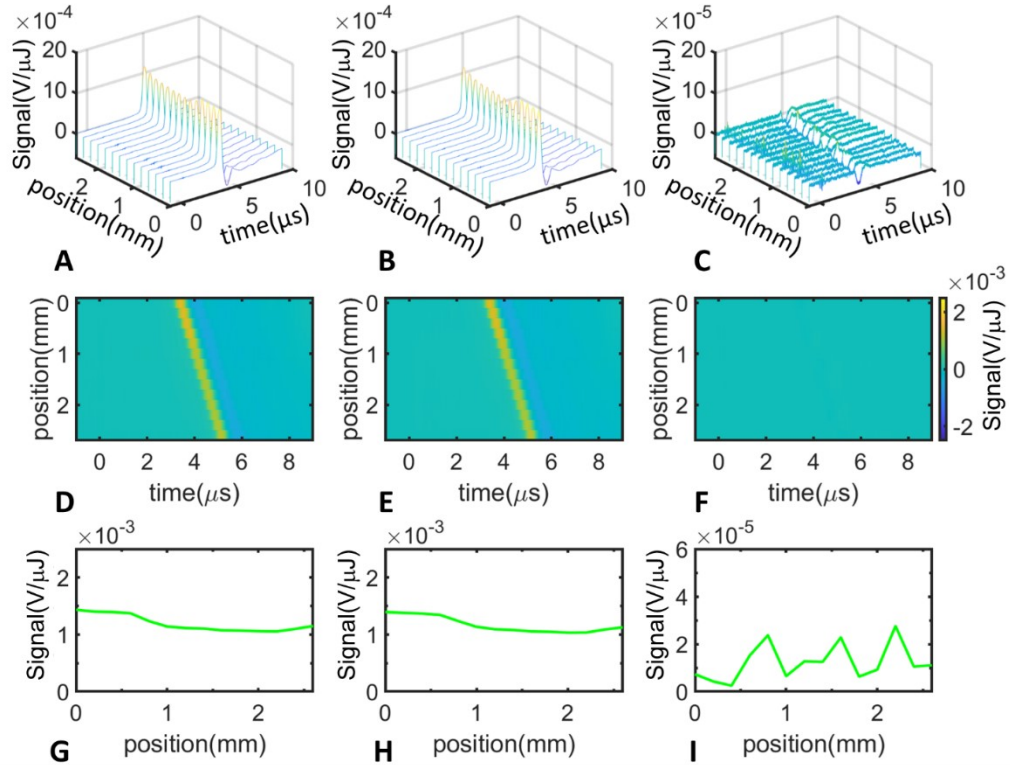 ×10⁻⁴
Signal(V/μJ)
20
10
0
2
1
0
position(mm)
0
5
10
time(μs)
A
×10⁻⁴
Signal(V/μJ)
20
10
0
2
1
0
position(mm)
0
5
10
time(μs)
B
×10⁻⁵
Signal(V/μJ)
20
10
0
2
1
0
position(mm)
0
5
10
time(μs)
C
position(mm)
0
1
2
0 2 4 6 8
time(μs)
D
position(mm)
0
1
2
0 2 4 6 8
time(μs)
E
position(mm)
0
1
2
0 2 4 6 8
time(μs)
F
×10⁻³
2
0
-2
Signal(V/μJ)
×10⁻³
Signal(V/μJ)
2
1
0
0 1 2
position(mm)
G
×10⁻³
Signal(V/μJ)
2
1
0
0 1 2
position(mm)
H
×10⁻⁵
Signal(V/μJ)
6
4
2
0
0 1 2
position(mm)
I